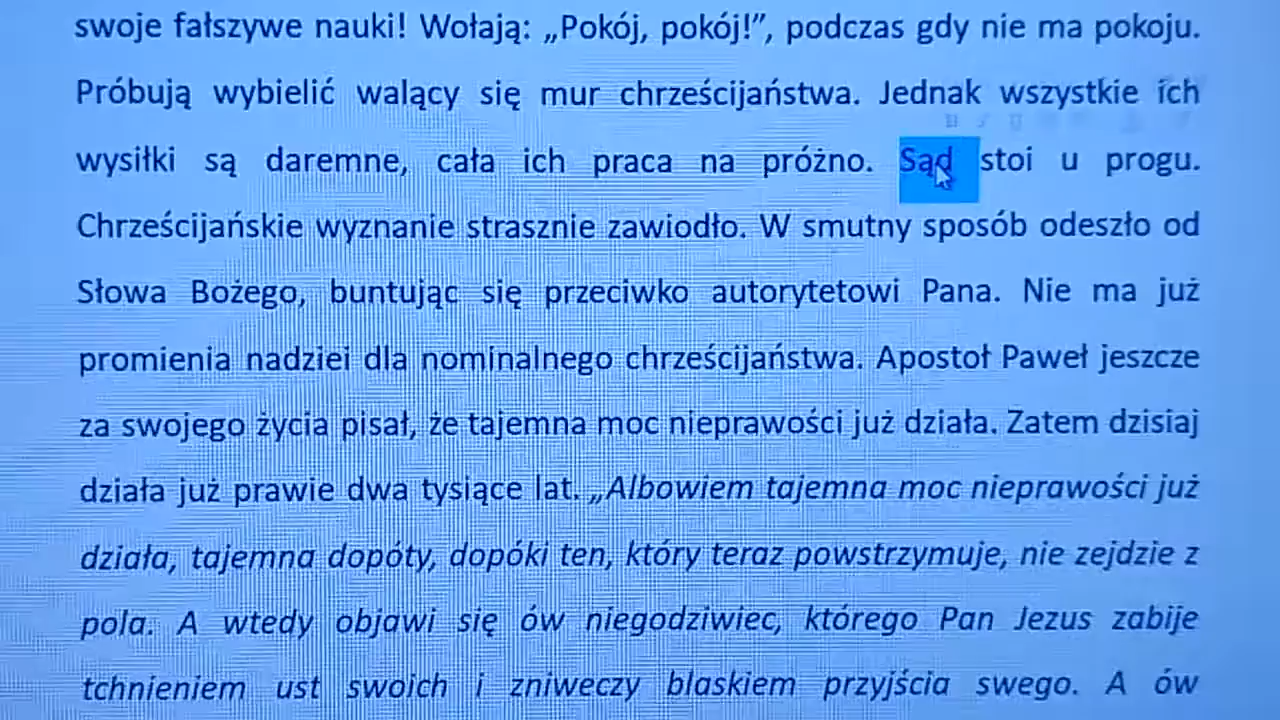 swoje fałszywe nauki! Wołają: „Pokój, pokój!”, podczas gdy nie ma pokoju.
Próbują wybielić walący się mur chrześcijaństwa. Jednak wszystkie ich
wysiłki są daremne, cała ich praca na próżno. Sąd stoi u progu.
Chrześcijańskie wyznanie strasznie zawiodło. W smutny sposób odeszło od
Słowa Bożego, buntując się przeciwko autorytetowi Pana. Nie ma już
promienia nadziei dla nominalnego chrześcijaństwa. Apostoł Paweł jeszcze
za swojego życia pisał, że tajemna moc nieprawości już działa. Zatem dzisiaj
działa już prawie dwa tysiące lat. „Albowiem tajemna moc nieprawości już
działa, tajemna dopóty, dopóki ten, który teraz powstrzymuje, nie zejdzie z
pola. A wtedy objawi się ów niegodziwiec, którego Pan Jezus zabije
tchnieniem ust swoich i zniweczy blaskiem przyjścia swego. A ów